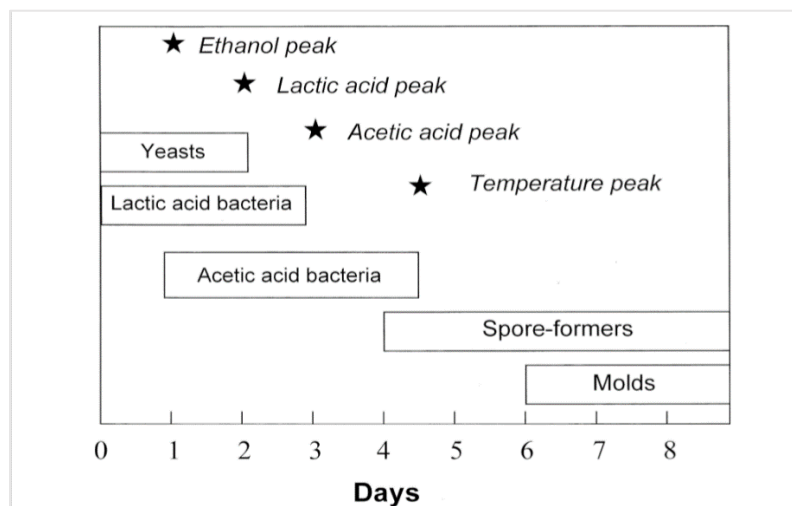 Ethanol peak
Lactic acid peak
Acetic acid peak
Yeasts
Temperature peak
Lactic acid bacteria
Acetic acid bacteria
Spore-formers
Molds
0 1 2 3 4 5 6 7 8
Days